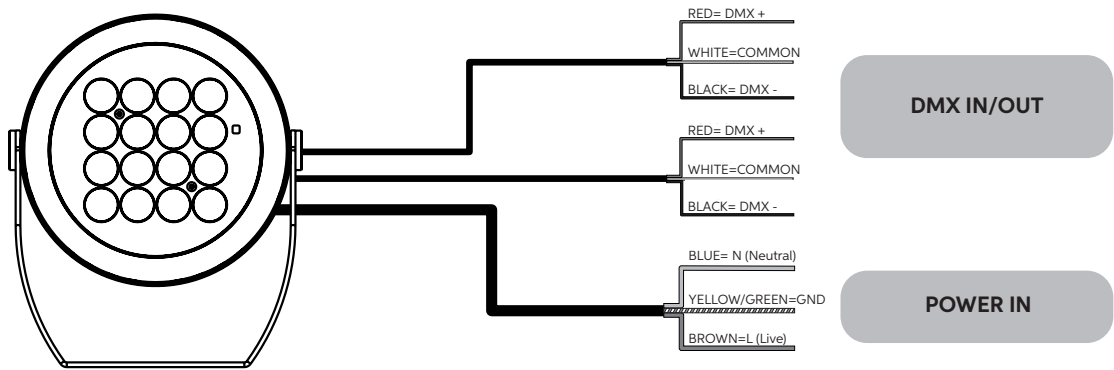 RED= DMX +
WHITE=COMMON
BLACK= DMX -
DMX IN/OUT
RED= DMX +
WHITE=COMMON
BLACK= DMX -
BLUE= N (Neutral)
YELLOW/GREEN=GND
BROWN=L (Live)
POWER IN